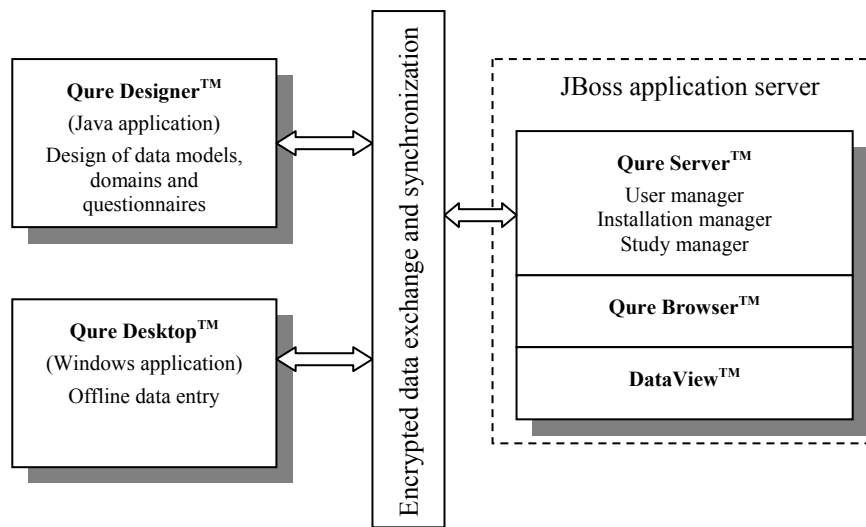 Qure Designer™
(Java application)
Design of data models,
domains and
questionnaires
Qure Desktop™
(Windows application)
Offline data entry
Encrypted data exchange and synchronization
JBoss application server
Qure Server™
User manager
Installation manager
Study manager
Qure Browser™
DataView™